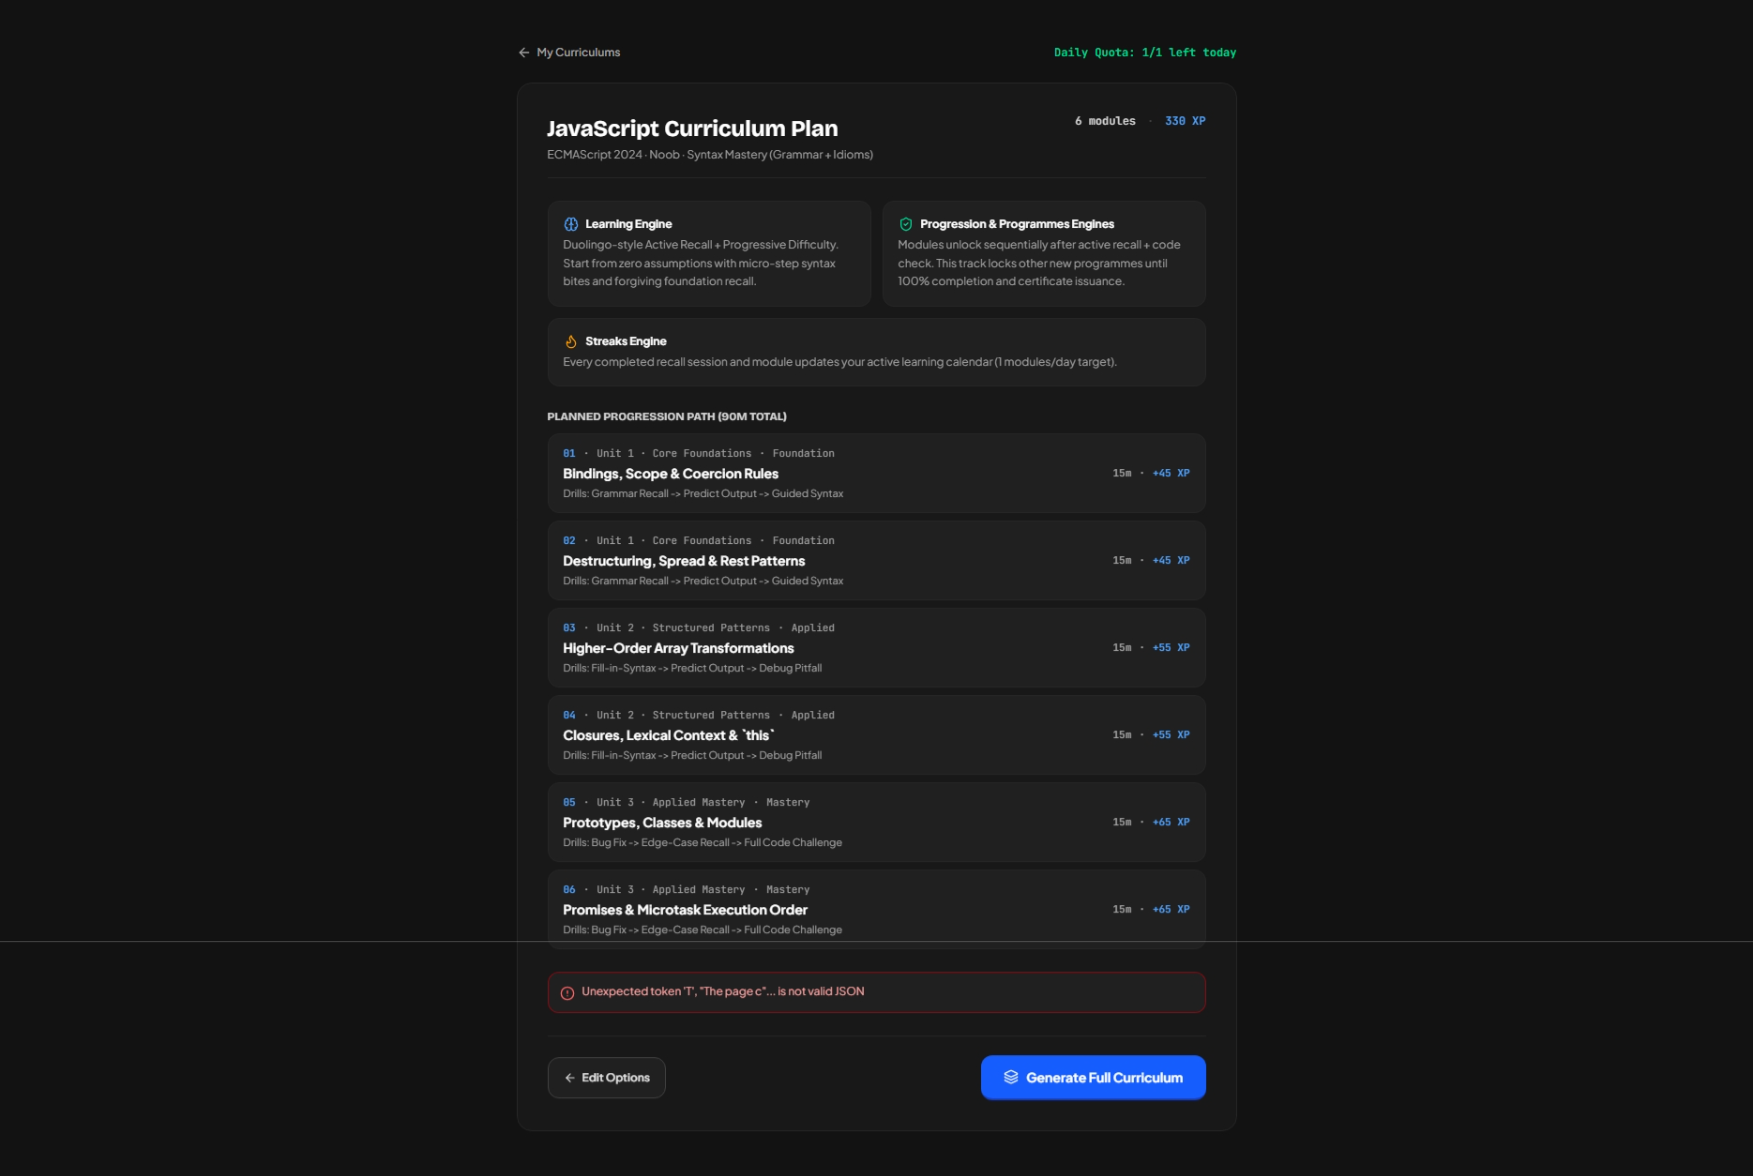 My Curriculums
Daily Quota: 1/1 left today
JavaScript Curriculum Plan
6 modules · 330 XP
ECMAScript 2024 · Noob · Syntax Mastery (Grammar + Idioms)
Learning Engine
Duolingo-style Active Recall + Progressive Difficulty.
Start from zero assumptions with micro-step syntax
bites and forgiving foundation recall.
Progression & Programmes Engines
Modules unlock sequentially after active recall + code
check. This track locks other new programmes until
100% completion and certificate issuance.
Streaks Engine
Every completed recall session and module updates your active learning calendar (1 modules/day target).
PLANNED PROGRESSION PATH (90M TOTAL)
01 · Unit 1 · Core Foundations · Foundation
Bindings, Scope & Coercion Rules
15m · +45 XP
Drills: Grammar Recall -> Predict Output -> Guided Syntax
02 · Unit 1 · Core Foundations · Foundation
Destructuring, Spread & Rest Patterns
15m · +45 XP
Drills: Grammar Recall -> Predict Output -> Guided Syntax
03 · Unit 2 · Structured Patterns · Applied
Higher-Order Array Transformations
15m · +55 XP
Drills: Fill-in-Syntax -> Predict Output -> Debug Pitfall
04 · Unit 2 · Structured Patterns · Applied
Closures, Lexical Context & `this`
15m · +55 XP
Drills: Fill-in-Syntax -> Predict Output -> Debug Pitfall
05 · Unit 3 · Applied Mastery · Mastery
Prototypes, Classes & Modules
15m · +65 XP
Drills: Bug Fix -> Edge-Case Recall -> Full Code Challenge
06 · Unit 3 · Applied Mastery · Mastery
Promises & Microtask Execution Order
15m · +65 XP
Drills: Bug Fix -> Edge-Case Recall -> Full Code Challenge
Unexpected token 'T', "The page c"... is not valid JSON
Edit Options
Generate Full Curriculum